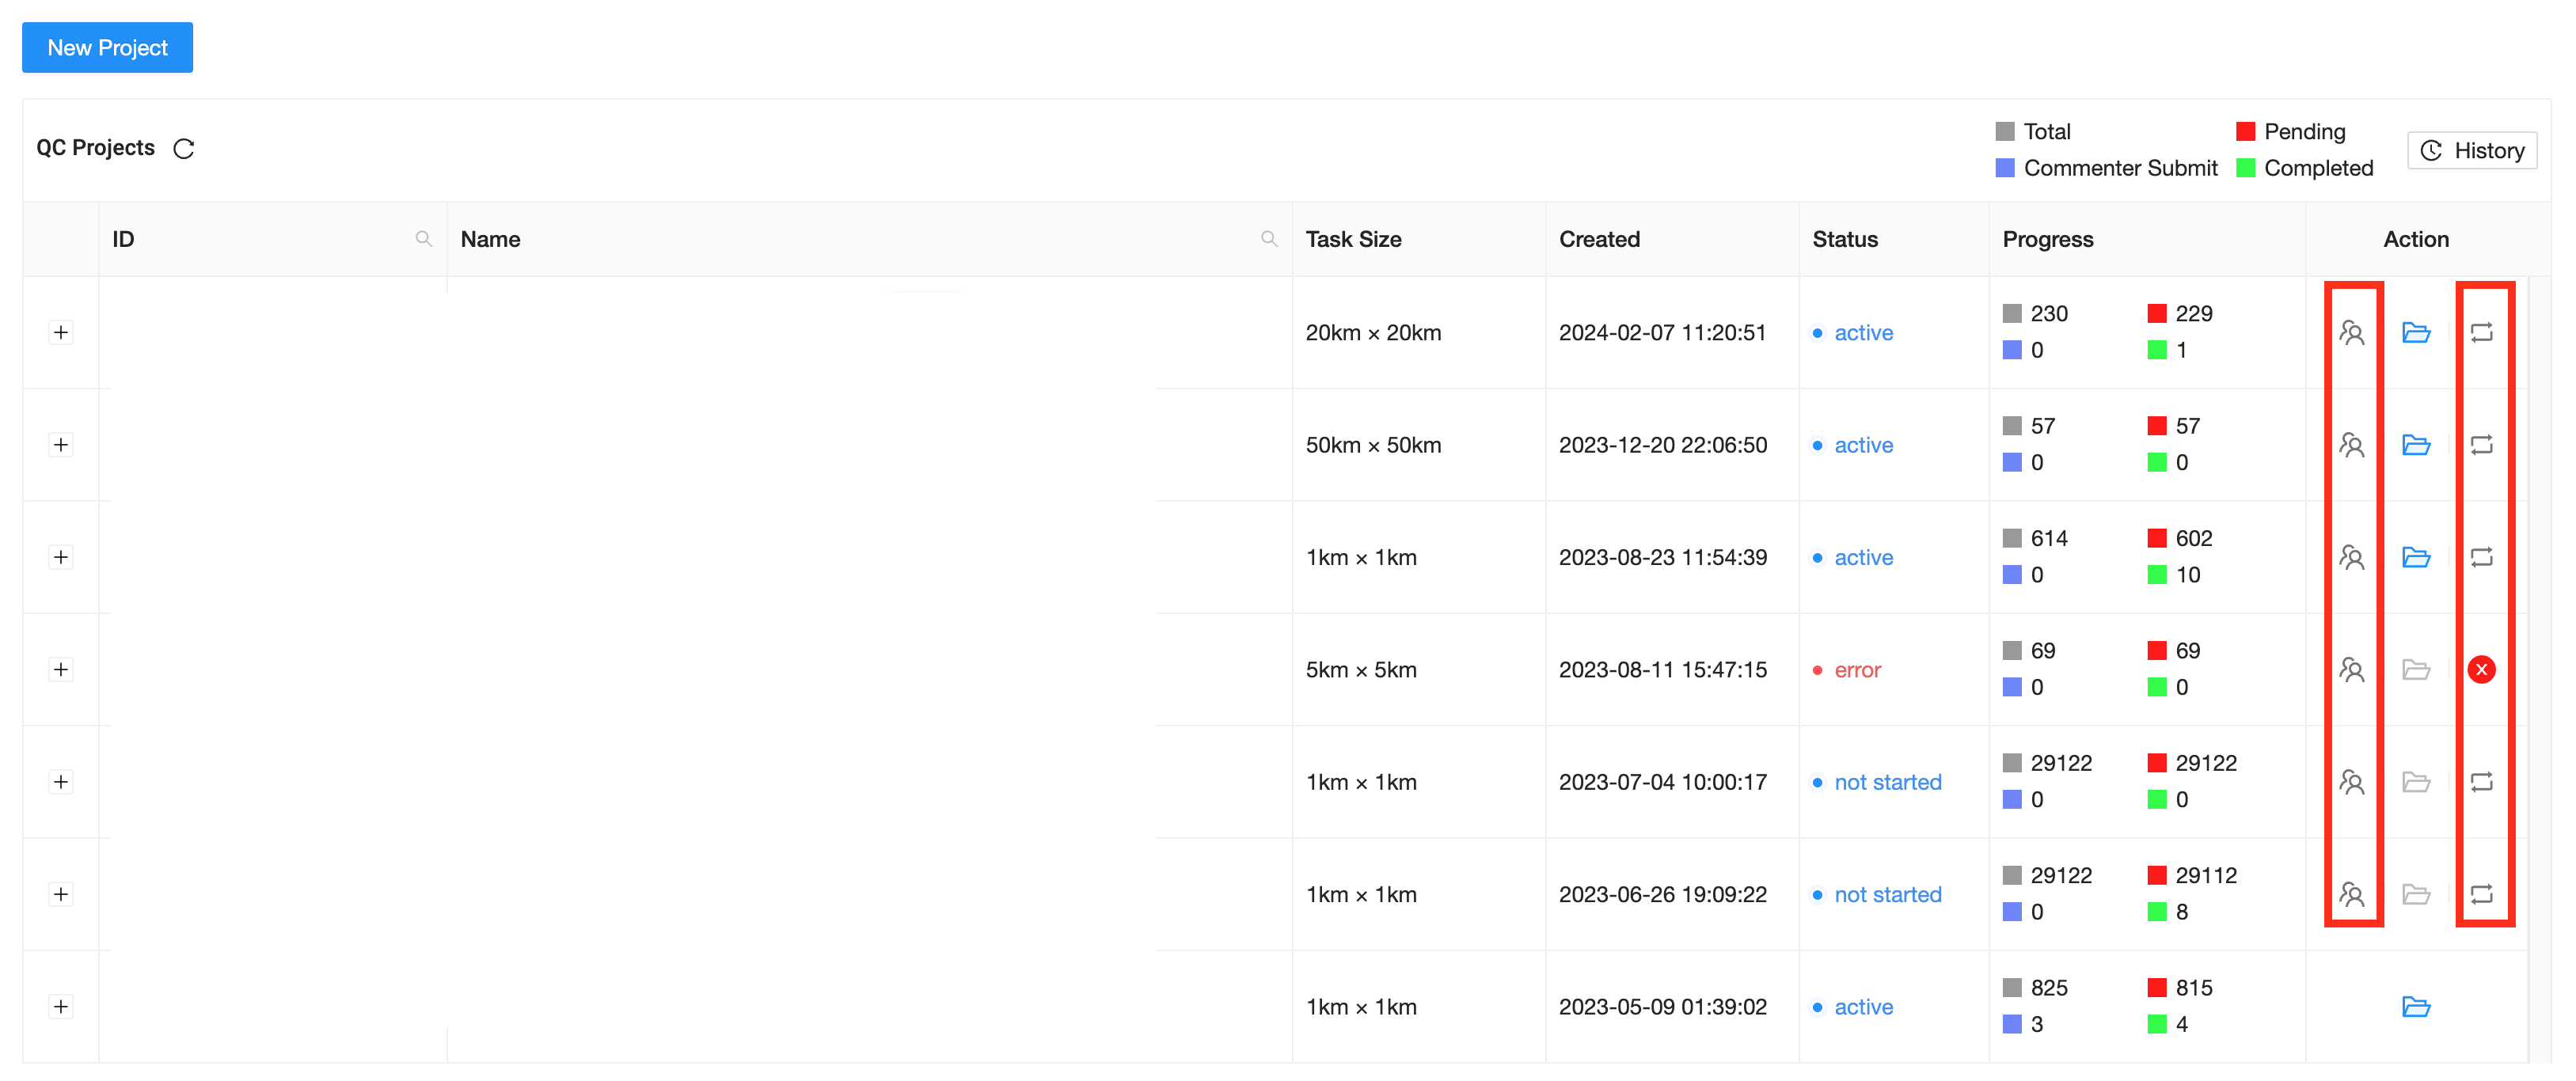 New Project
QC Projects
Total Pending
Commenter Submit Completed
History
ID Name Task Size Created Status Progress Action
20km × 20km 2024-02-07 11:20:51 active 230 229
0 1
50km × 50km 2023-12-20 22:06:50 active 57 57
0 0
1km × 1km 2023-08-23 11:54:39 active 614 602
0 10
5km × 5km 2023-08-11 15:47:15 error 69 69
0 0
1km × 1km 2023-07-04 10:00:17 not started 29122 29122
0 0
1km × 1km 2023-06-26 19:09:22 not started 29122 29112
0 8
1km × 1km 2023-05-09 01:39:02 active 825 815
3 4